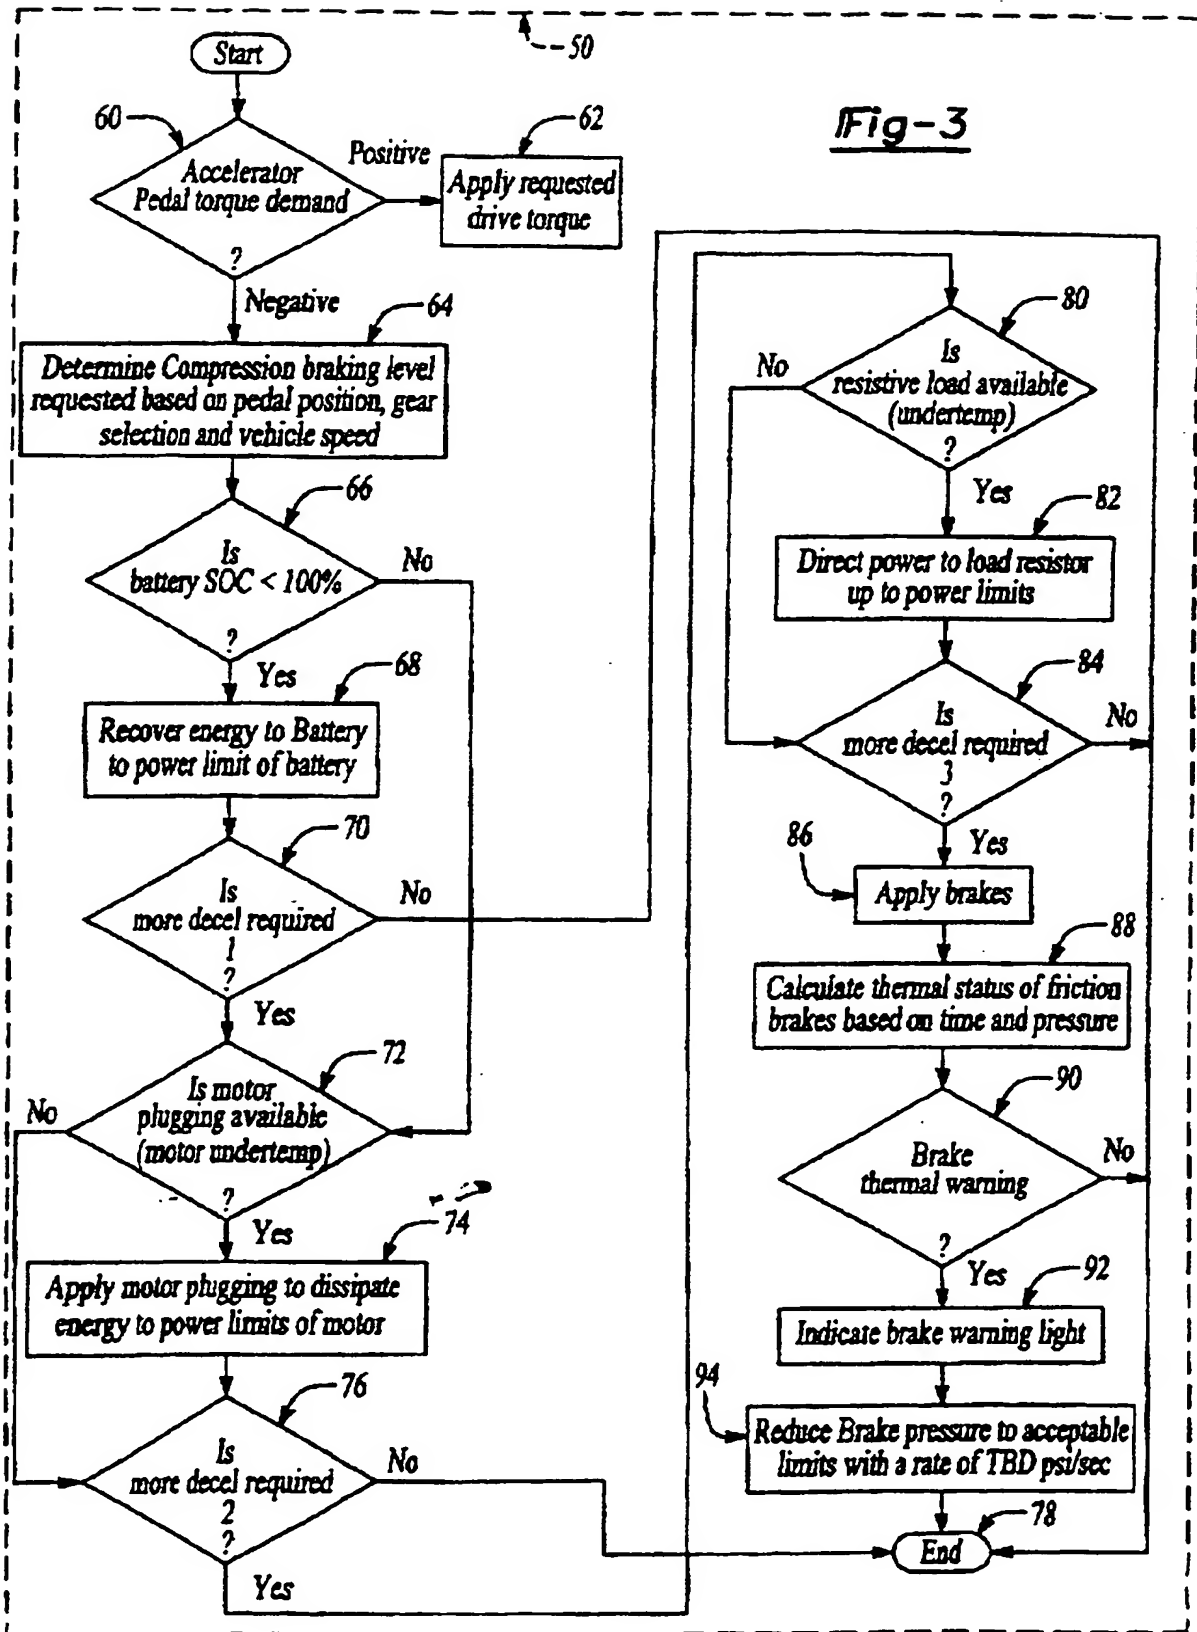 50
Start
Fig-3
60
62
Positive
Accelerator
Pedal torque demand
?
Apply requested
drive torque
Negative
64
Determine Compression braking level
requested based on pedal position, gear
selection and vehicle speed
66
Is
battery SOC < 100%
?
No
Yes
68
Recover energy to Battery
to power limit of battery
70
Is
more decel required
1
?
No
Yes
72
Is motor
plugging available
(motor undertemp)
?
No
Yes
74
Apply motor plugging to dissipate
energy to power limits of motor
76
Is
more decel required
2
?
No
Yes
80
Is
resistive load available
(undertemp)
?
No
Yes
82
Direct power to load resistor
up to power limits
84
Is
more decel required
3
?
No
Yes
86
Apply brakes
88
Calculate thermal status of friction
brakes based on time and pressure
90
Brake
thermal warning
?
No
Yes
92
Indicate brake warning light
94
Reduce Brake pressure to acceptable
limits with a rate of TBD psi/sec
78
End